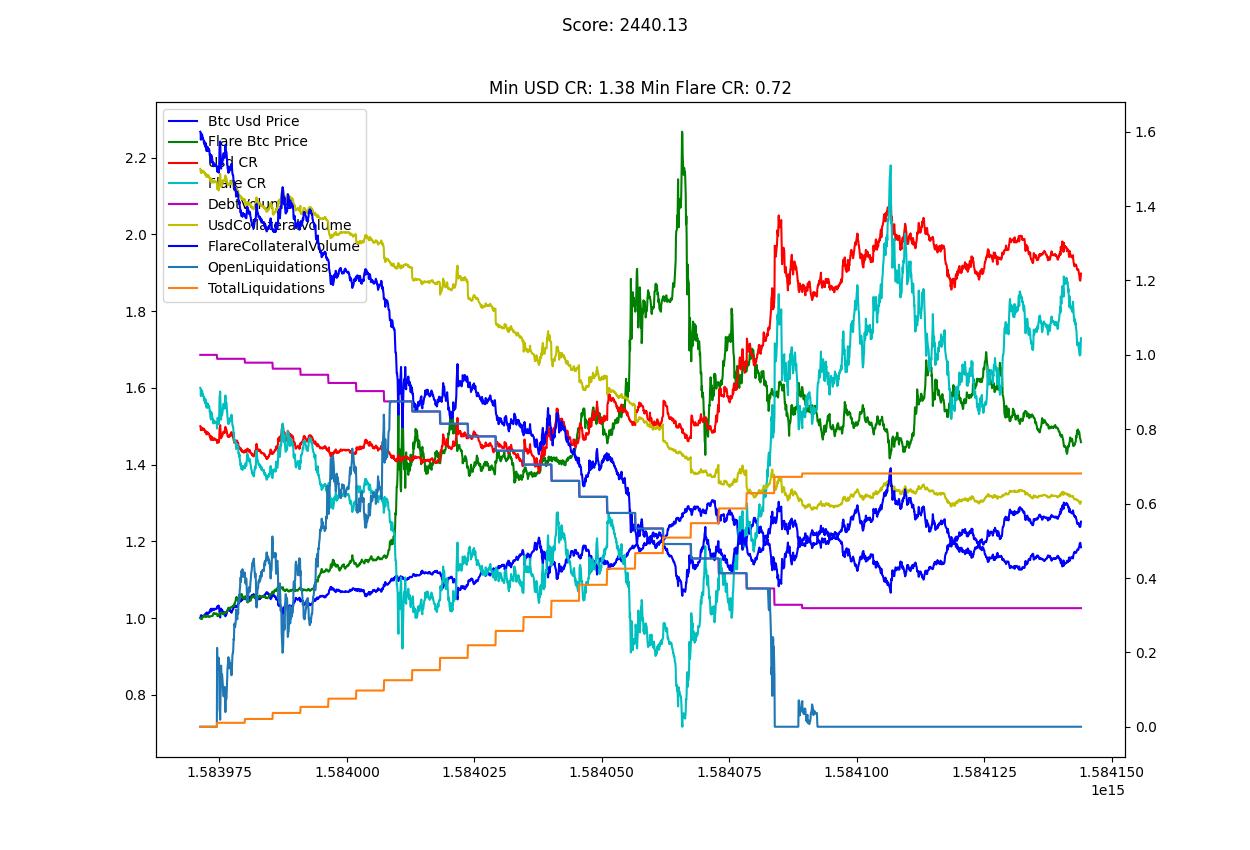 Score: 2440.13
Min USD CR: 1.38 Min Flare CR: 0.72
Btc Usd Price
Flare Btc Price
Usd CR
Flare CR
DebtVolume
UsdCollateralVolume
FlareCollateralVolume
OpenLiquidations
TotalLiquidations
2.2
2.0
1.8
1.6
1.4
1.2
1.0
0.8
1.6
1.4
1.2
1.0
0.8
0.6
0.4
0.2
0.0
1.583975 1.584000 1.584025 1.584050 1.584075 1.584100 1.584125 1.584150
1e15